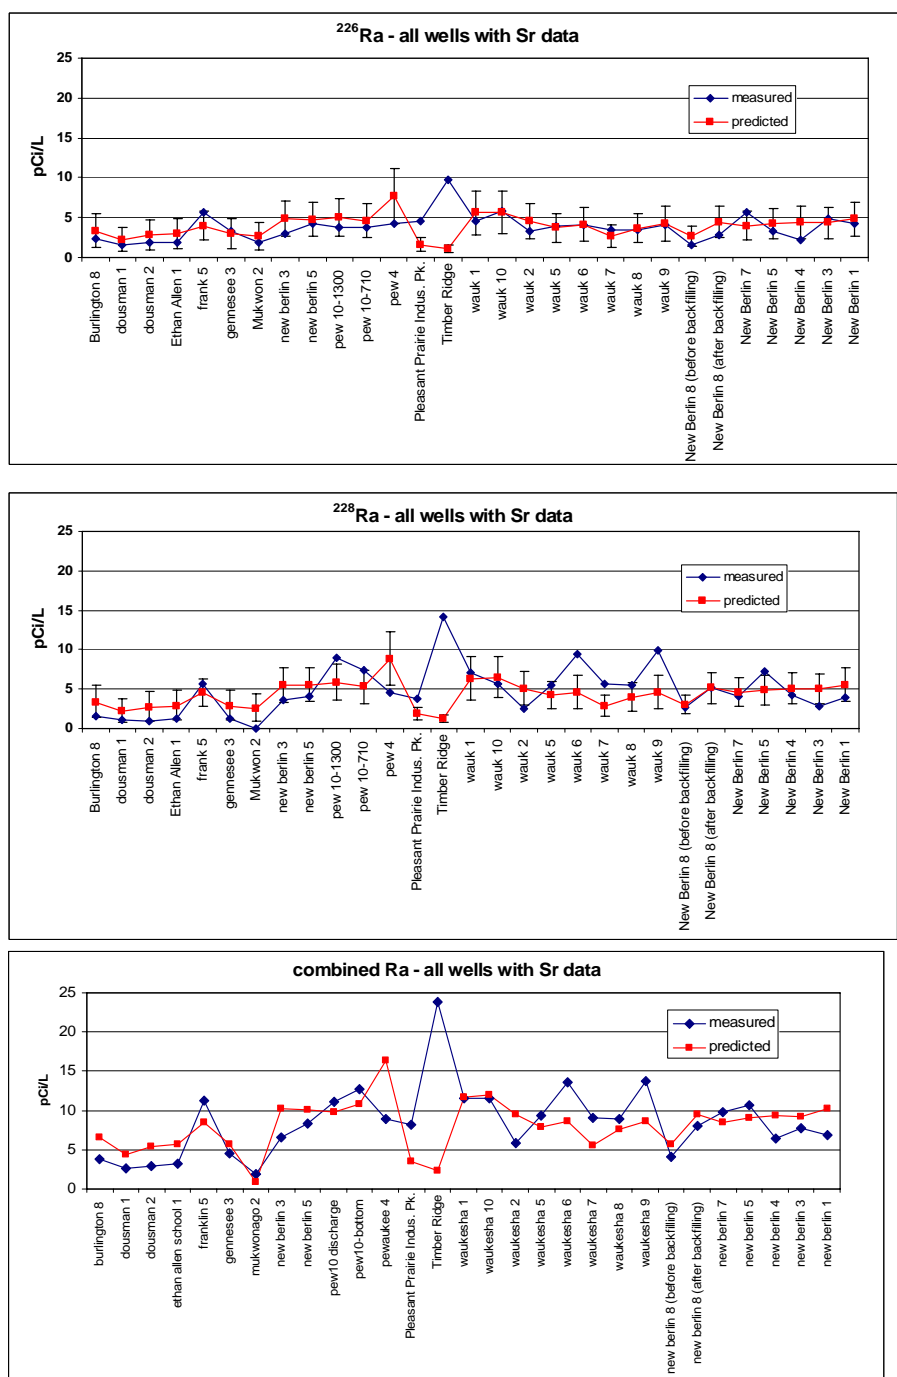 ²²⁶Ra - all wells with Sr data
25
20
15
10
5
0
pCi/L
measured
predicted
Burlington 8
dousman 1
dousman 2
Ethan Allen 1
frank 5
gennesee 3
Mukwon 2
new berlin 3
new berlin 5
pew 10-1300
pew 10-710
pew 4
Pleasant Prairie Indus. Pk.
Timber Ridge
wauk 1
wauk 10
wauk 2
wauk 5
wauk 6
wauk 7
wauk 8
wauk 9
New Berlin 8 (before backfilling)
New Berlin 8 (after backfilling)
New Berlin 7
New Berlin 5
New Berlin 4
New Berlin 3
New Berlin 1
²²⁸Ra - all wells with Sr data
25
20
15
10
5
0
pCi/L
measured
predicted
Burlington 8
dousman 1
dousman 2
Ethan Allen 1
frank 5
gennesee 3
Mukwon 2
new berlin 3
new berlin 5
pew 10-1300
pew 10-710
pew 4
Pleasant Prairie Indus. Pk.
Timber Ridge
wauk 1
wauk 10
wauk 2
wauk 5
wauk 6
wauk 7
wauk 8
wauk 9
New Berlin 8 (before backfilling)
New Berlin 8 (after backfilling)
New Berlin 7
New Berlin 5
New Berlin 4
New Berlin 3
New Berlin 1
combined Ra - all wells with Sr data
25
20
15
10
5
0
pCi/L
measured
predicted
burlington 8
dousman 1
dousman 2
ethan allen school 1
franklin 5
gennesee 3
mukwonago 2
new berlin 3
new berlin 5
pew10 discharge
pew10-bottom
pewaukee 4
Pleasant Prairie Indus. Pk.
Timber Ridge
waukesha 1
waukesha 10
waukesha 2
waukesha 5
waukesha 6
waukesha 7
waukesha 8
waukesha 9
new berlin 8 (before backfilling)
new berlin 8 (after backfilling)
new berlin 7
new berlin 5
new berlin 4
new berlin 3
new berlin 1